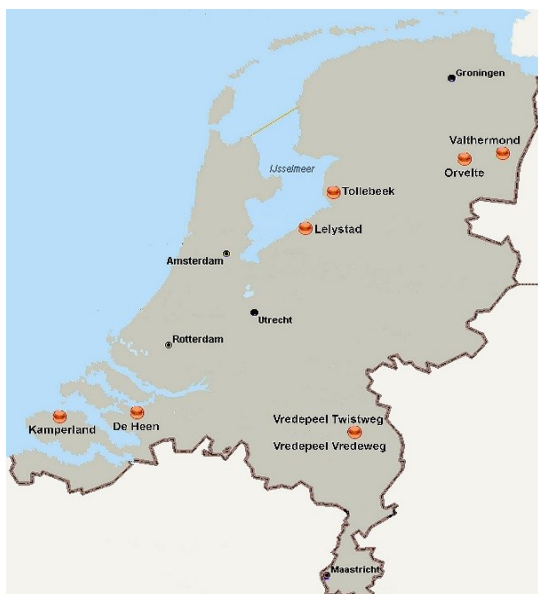 Groningen
Valthermond
Orvelte
IJsselmeer
Tollebeek
Lelystad
Amsterdam
Utrecht
Rotterdam
Kamperland
De Heen
Vredepeel Twistweg
Vredepeel Vredeweg
Maastricht